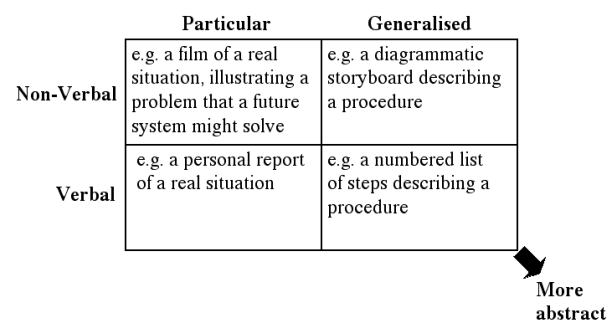 Particular
Generalised
Non-Verbal
e.g. a film of a real
situation, illustrating a
problem that a future
system might solve
e.g. a diagrammatic
storyboard describing
a procedure
Verbal
e.g. a personal report
of a real situation
e.g. a numbered list
of steps describing a
procedure
More
abstract